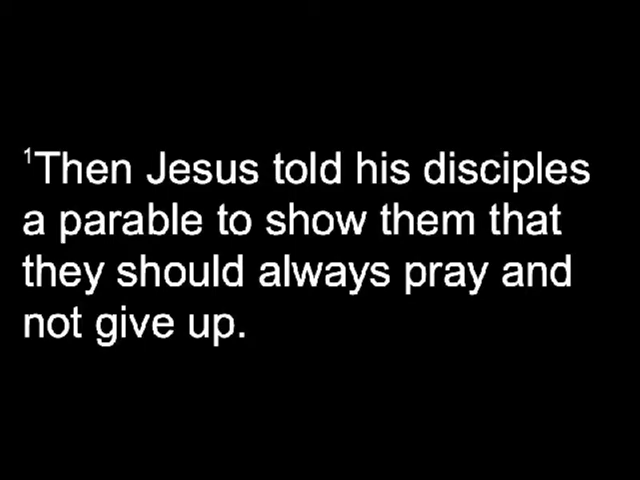 ¹Then Jesus told his disciples
a parable to show them that
they should always pray and
not give up.